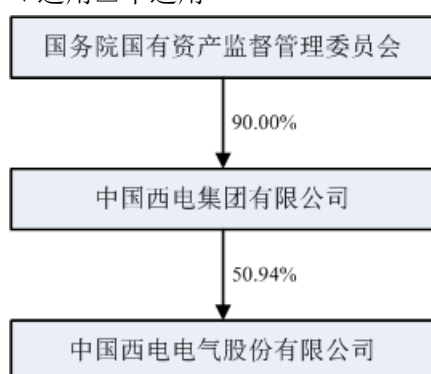 国务院国有资产监督管理委员会
90.00%
中国西电集团有限公司
50.94%
中国西电电气股份有限公司